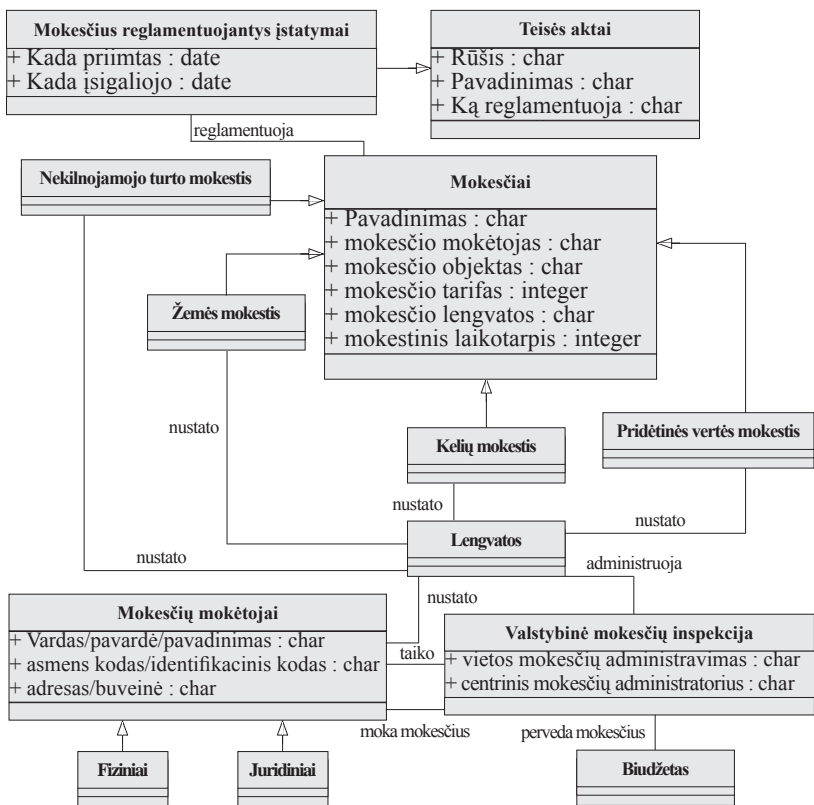 Mokesčius reglamentuojantys įstatymai
+ Kada priimtas : date
+ Kada įsigaliojo : date
Teisės aktai
+ Rūšis : char
+ Pavadinimas : char
+ Ką reglamentuoja : char
reglamentuoja
Nekilnojamojo turto mokestis
Mokesčiai
+ Pavadinimas : char
+ mokesčio mokėtojas : char
+ mokesčio objektas : char
+ mokesčio tarifas : integer
+ mokesčio lengvatos : char
+ mokestinis laikotarpis : integer
Žemės mokestis
nustato
Kelių mokestis
Pridėtinės vertės mokestis
nustato
nustato
Lengvatos
nustato
administruoja
nustato
Mokesčių mokėtojai
+ Vardas/pavardė/pavadinimas : char
+ asmens kodas/identifikacinis kodas : char
+ adresas/buveinė : char
taiko
Valstybinė mokesčių inspekcija
+ vietos mokesčių administravimas : char
+ centrinis mokesčių administratorius : char
moka mokesčius
perveda mokesčius
Fiziniai
Juridiniai
Biudžetas